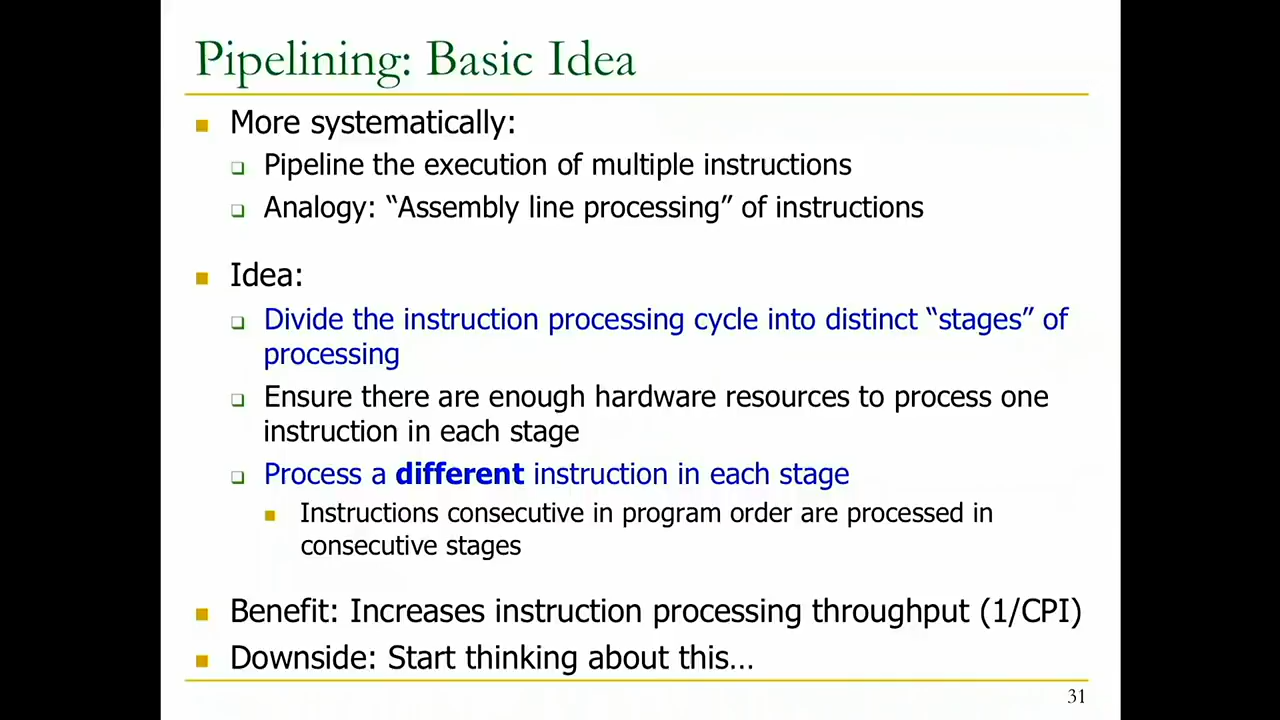 Pipelining: Basic Idea
More systematically:
Pipeline the execution of multiple instructions
Analogy: “Assembly line processing” of instructions
Idea:
Divide the instruction processing cycle into distinct “stages” of
processing
Ensure there are enough hardware resources to process one
instruction in each stage
Process a different instruction in each stage
Instructions consecutive in program order are processed in
consecutive stages
Benefit: Increases instruction processing throughput (1/CPI)
Downside: Start thinking about this…
31